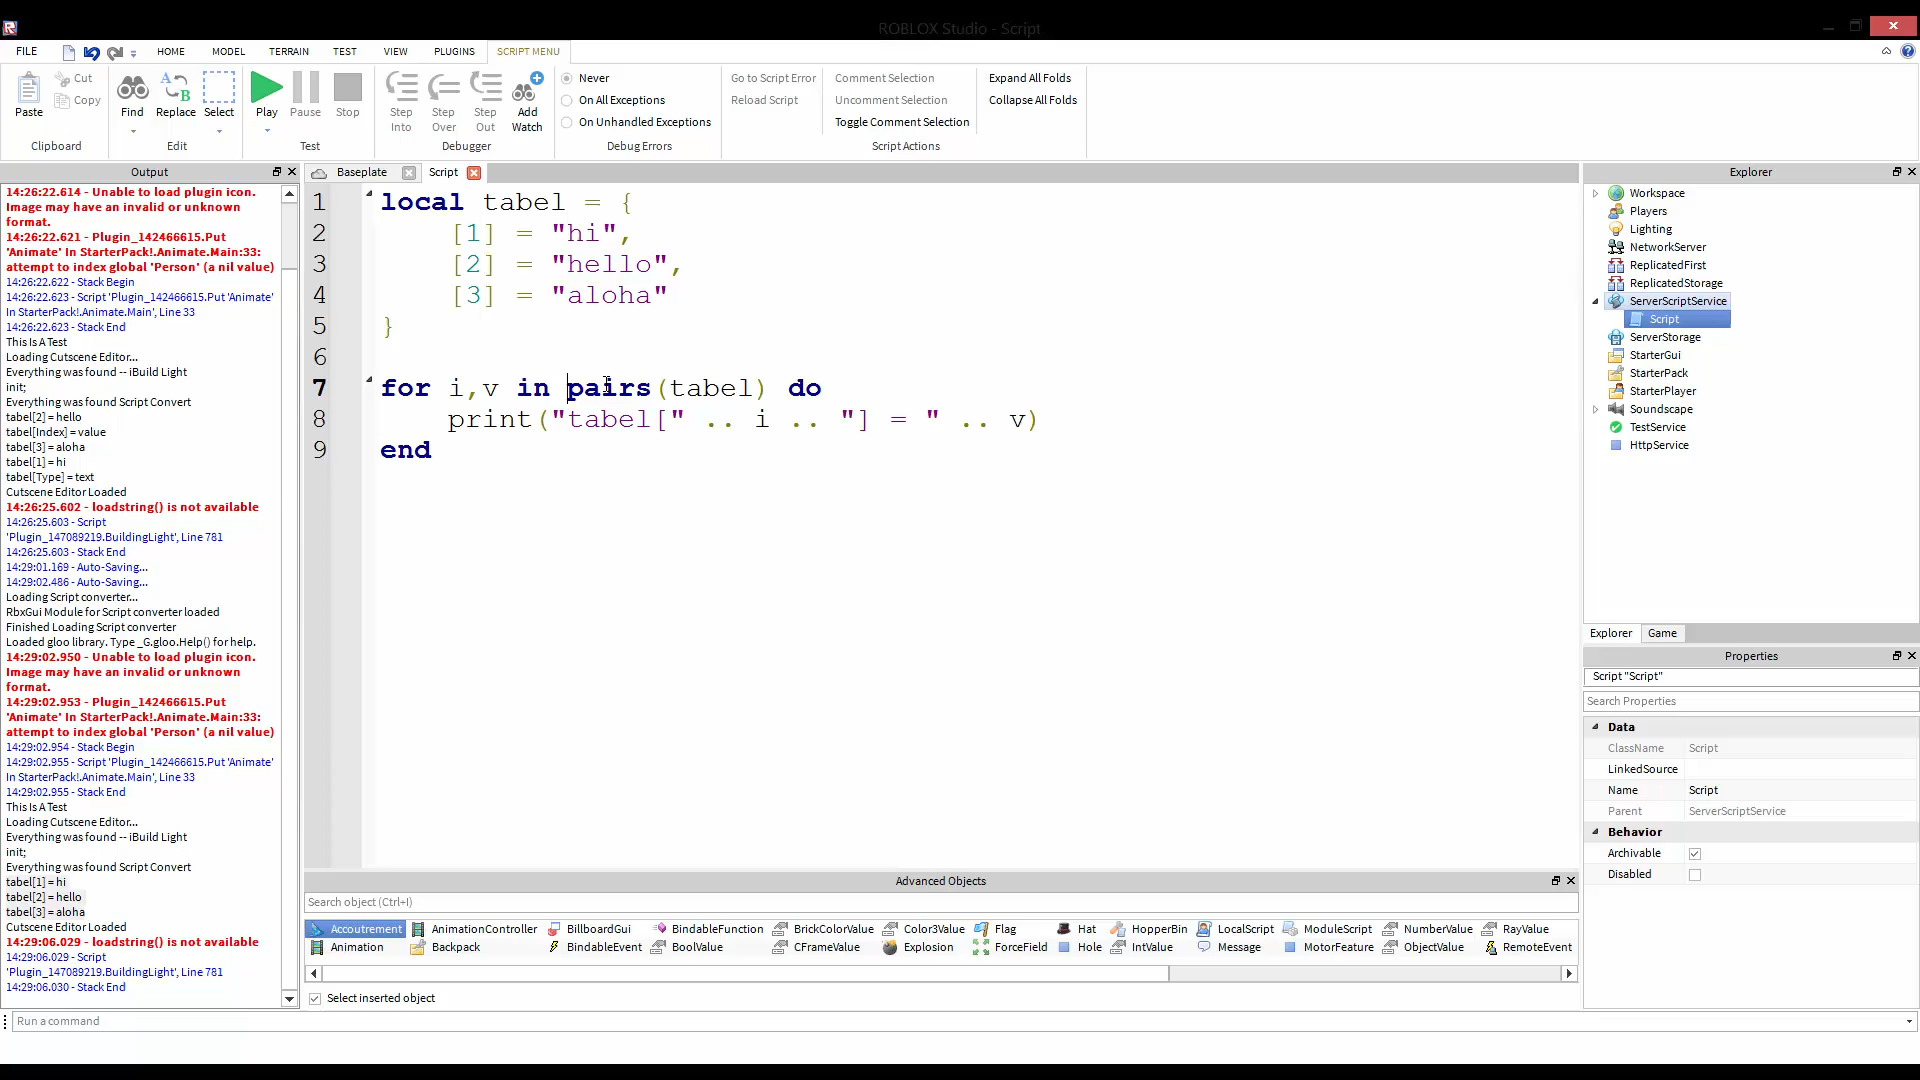 ROBLOX Studio - Script
FILE
HOME
MODEL
TERRAIN
TEST
VIEW
PLUGINS
SCRIPT MENU
Paste
Cut
Copy
Clipboard
Find
Replace
Select
Edit
Play
Pause
Stop
Test
Step Into
Step Over
Step Out
Add Watch
Debugger
Never
On All Exceptions
On Unhandled Exceptions
Debug Errors
Go to Script Error
Reload Script
Comment Selection
Uncomment Selection
Toggle Comment Selection
Script Actions
Expand All Folds
Collapse All Folds
Output
14:26:22.614 - Unable to load plugin icon.
Image may have an invalid or unknown
format.
14:26:22.621 - Plugin_142466615.Put
'Animate' In StarterPack!.Animate.Main:33:
attempt to index global 'Person' (a nil value)
14:26:22.622 - Stack Begin
14:26:22.623 - Script 'Plugin_142466615.Put 'Animate'
In StarterPack!.Animate.Main', Line 33
14:26:22.623 - Stack End
This Is A Test
Loading Cutscene Editor...
Everything was found -- iBuild Light
init;
Everything was found Script Convert
tabel[2] = hello
tabel[Index] = value
tabel[3] = aloha
tabel[1] = hi
tabel[Type] = text
Cutscene Editor Loaded
14:26:25.602 - loadstring() is not available
14:26:25.603 - Script
'Plugin_147089219.BuildingLight', Line 781
14:26:25.603 - Stack End
14:29:01.169 - Auto-Saving...
14:29:02.486 - Auto-Saving...
Loading Script converter...
RbxGui Module for Script converter loaded
Finished Loading Script converter
Loaded gloo library. Type _G.gloo.Help() for help.
14:29:02.950 - Unable to load plugin icon.
Image may have an invalid or unknown
format.
14:29:02.953 - Plugin_142466615.Put
'Animate' In StarterPack!.Animate.Main:33:
attempt to index global 'Person' (a nil value)
14:29:02.954 - Stack Begin
14:29:02.955 - Script 'Plugin_142466615.Put 'Animate'
In StarterPack!.Animate.Main', Line 33
14:29:02.955 - Stack End
This Is A Test
Loading Cutscene Editor...
Everything was found -- iBuild Light
init;
Everything was found Script Convert
tabel[1] = hi
tabel[2] = hello
tabel[3] = aloha
Cutscene Editor Loaded
14:29:06.029 - loadstring() is not available
14:29:06.029 - Script
'Plugin_147089219.BuildingLight', Line 781
14:29:06.030 - Stack End
Baseplate
Script
1 local tabel = {
2 [1] = "hi",
3 [2] = "hello",
4 [3] = "aloha"
5 }
6
7 for i,v in pairs(tabel) do
8 print("tabel[" .. i .. "] = " .. v)
9 end
Advanced Objects
Search object (Ctrl+I)
Accoutrement AnimationController BillboardGui BindableFunction BrickColorValue Color3Value Flag Hat HopperBin LocalScript ModuleScript NumberValue RayValue
Animation Backpack BindableEvent BoolValue CFrameValue Explosion ForceField Hole IntValue Message MotorFeature ObjectValue RemoteEvent
Select inserted object
Run a command
Explorer
Workspace
Players
Lighting
NetworkServer
ReplicatedFirst
ReplicatedStorage
ServerScriptService
Script
ServerStorage
StarterGui
StarterPack
StarterPlayer
Soundscape
TestService
HttpService
Explorer Game
Properties
Script "Script"
Search Properties
Data
ClassName Script
LinkedSource
Name Script
Parent ServerScriptService
Behavior
Archivable
Disabled